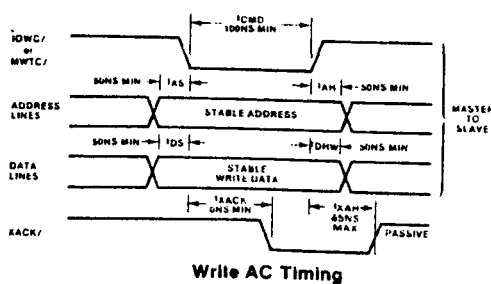 tCMD
100NS MIN
IOWC/
or
MWTC/
50NS MIN tAS tAH 50NS MIN
ADDRESS
LINES
STABLE ADDRESS
MASTER
TO
SLAVE
50NS MIN tDS tDHW 50NS MIN
DATA
LINES
STABLE
WRITE DATA
tXACK
0NS MIN
tXAH
65NS
MAX
XACK/
PASSIVE
Write AC Timing